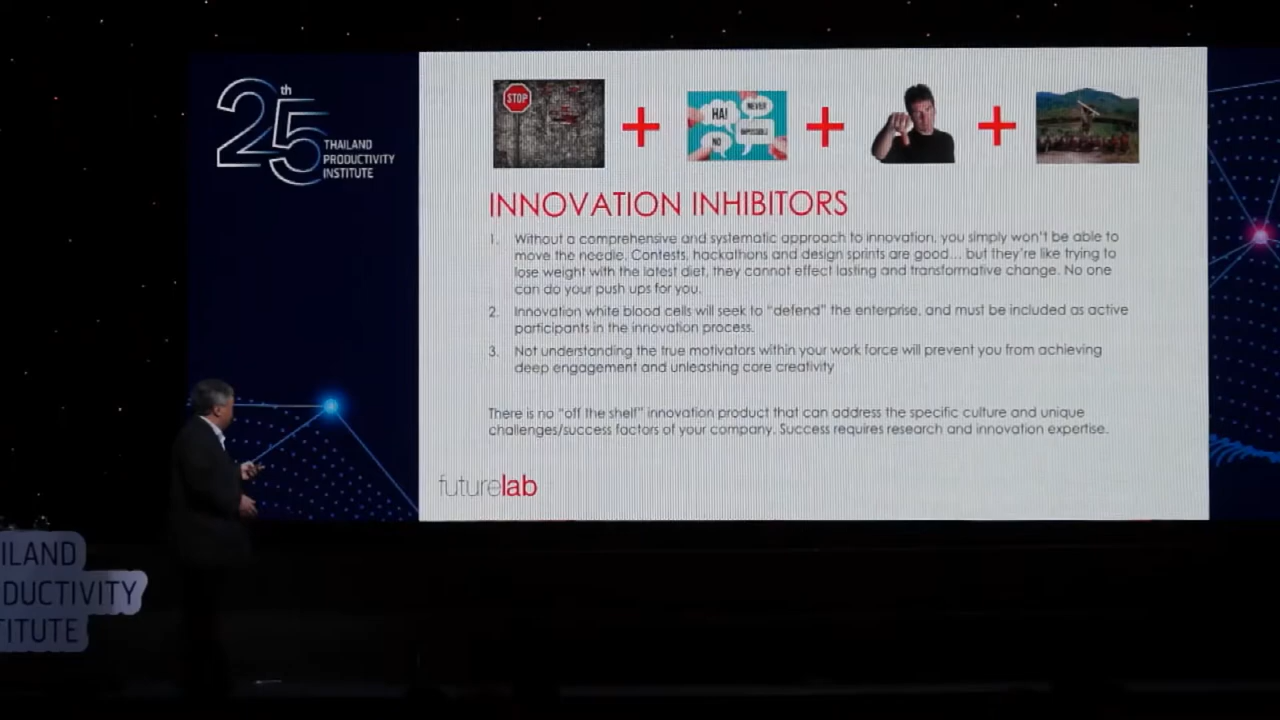 25th
THAILAND
PRODUCTIVITY
INSTITUTE
STOP
HA!
NEVER
NO
IMPOSSIBLE
INNOVATION INHIBITORS
1. Without a comprehensive and systematic approach to innovation, you simply won't be able to
move the needle. Contests, hackathons and design sprints are good... but they're like trying to
lose weight with the latest diet, they cannot effect lasting and transformative change. No one
can do your push ups for you.
2. Innovation white blood cells will seek to "defend" the enterprise, and must be included as active
participants in the innovation process.
3. Not understanding the true motivators within your work force will prevent you from achieving
deep engagement and unleashing core creativity
There is no "off the shelf" innovation product that can address the specific culture and unique
challenges/success factors of your company. Success requires research and innovation expertise.
futurelab
ILAND
DUCTIVITY
TITUTE